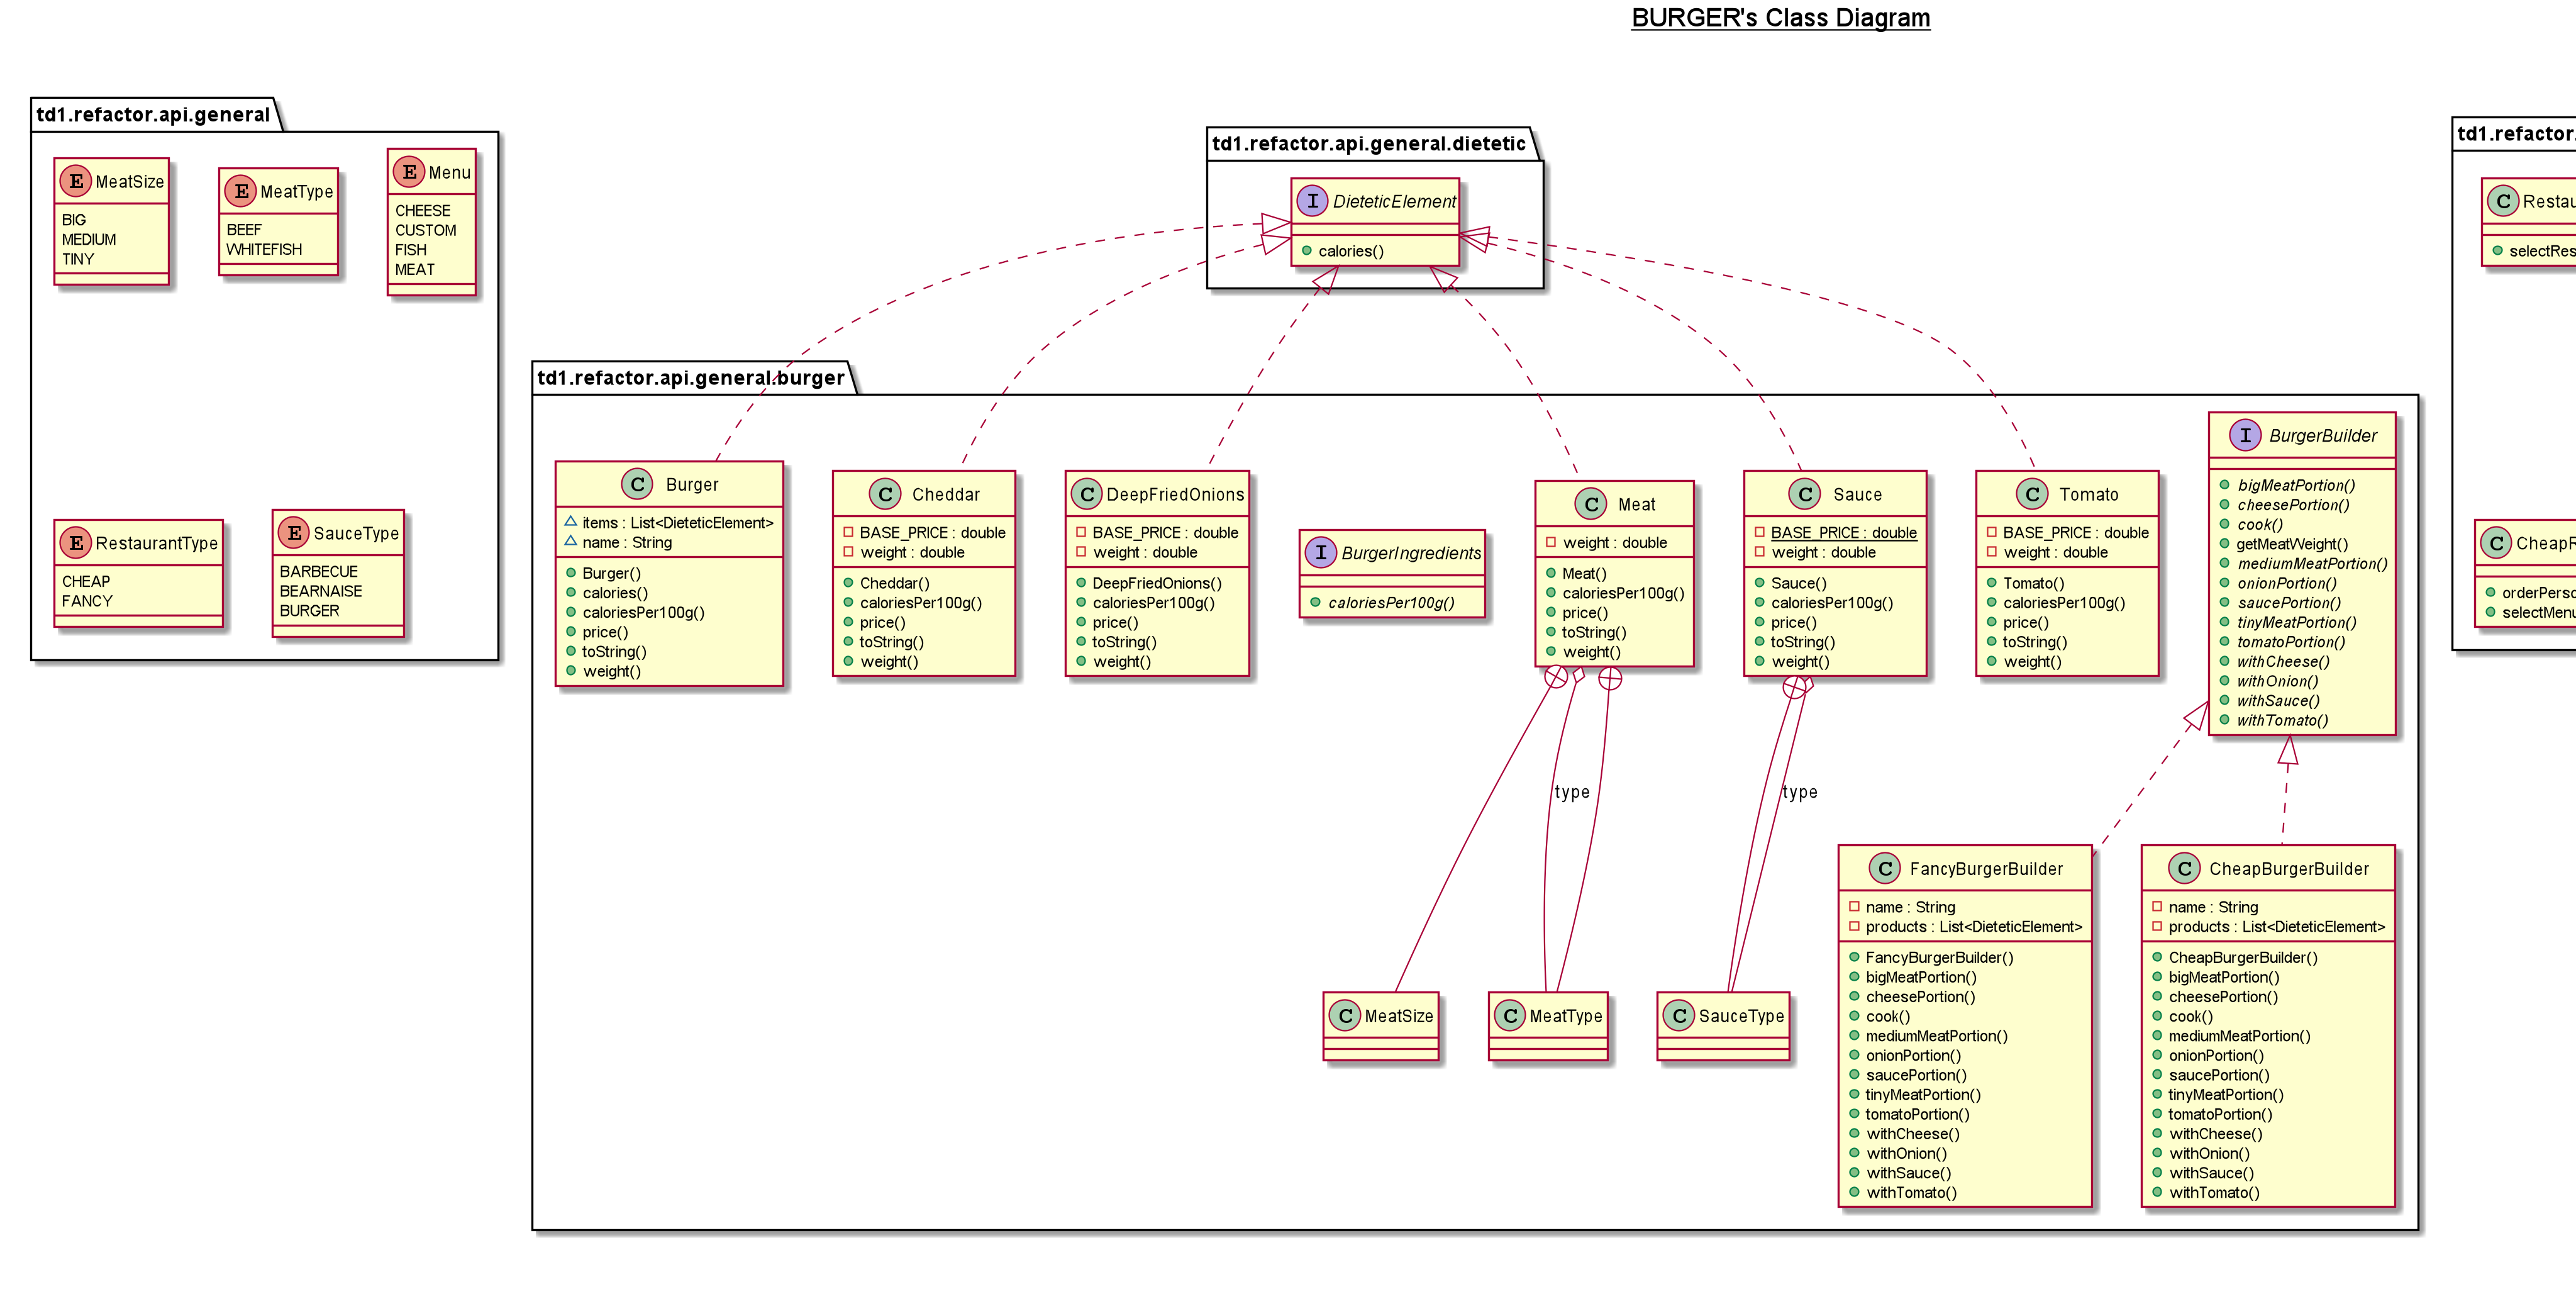 BURGER's Class Diagram
td1.refactor.api.general
E MeatSize
BIG
MEDIUM
TINY
E MeatType
BEEF
WHITEFISH
E Menu
CHEESE
CUSTOM
FISH
MEAT
E RestaurantType
CHEAP
FANCY
E SauceType
BARBECUE
BEARNAISE
BURGER
td1.refactor.api.general.dietetic
I DieteticElement
calories()
td1.refactor.api.general.burger
C Burger
items : List<DieteticElement>
name : String
Burger()
calories()
caloriesPer100g()
price()
toString()
weight()
C Cheddar
BASE_PRICE : double
weight : double
Cheddar()
caloriesPer100g()
price()
toString()
weight()
C DeepFriedOnions
BASE_PRICE : double
weight : double
DeepFriedOnions()
caloriesPer100g()
price()
toString()
weight()
I BurgerIngredients
caloriesPer100g()
C Meat
weight : double
Meat()
caloriesPer100g()
price()
toString()
weight()
C Sauce
BASE_PRICE : double
weight : double
Sauce()
caloriesPer100g()
price()
toString()
weight()
C Tomato
BASE_PRICE : double
weight : double
Tomato()
caloriesPer100g()
price()
toString()
weight()
I BurgerBuilder
bigMeatPortion()
cheesePortion()
cook()
getMeatWeight()
mediumMeatPortion()
onionPortion()
saucePortion()
tinyMeatPortion()
tomatoPortion()
withCheese()
withOnion()
withSauce()
withTomato()
type
type
C MeatSize
C MeatType
C SauceType
C FancyBurgerBuilder
name : String
products : List<DieteticElement>
FancyBurgerBuilder()
bigMeatPortion()
cheesePortion()
cook()
mediumMeatPortion()
onionPortion()
saucePortion()
tinyMeatPortion()
tomatoPortion()
withCheese()
withOnion()
withSauce()
withTomato()
C CheapBurgerBuilder
name : String
products : List<DieteticElement>
CheapBurgerBuilder()
bigMeatPortion()
cheesePortion()
cook()
mediumMeatPortion()
onionPortion()
saucePortion()
tinyMeatPortion()
tomatoPortion()
withCheese()
withOnion()
withSauce()
withTomato()
td1.refactor.
C Restau
selectRes
C CheapR
orderPerso
selectMenu